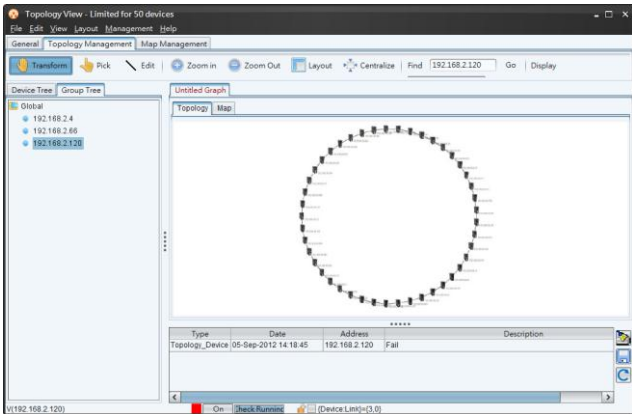 Topology View - Limited for 50 devices
File Edit View Layout Management Help
General Topology Management Map Management
Transform Pick Edit Zoom in Zoom Out Layout Centralize Find 192.168.2.120 Go Display
Device Tree Group Tree
Untitled Graph
Global
Topology Map
192.168.2.4
192.168.2.66
192.168.2.120
Type Date Address Description
Topology_Device 05-Sep-2012 14:18:45 192.168.2.120 Fail
V(192.168.2.120) On Check Running {Device:Link}={3,0}